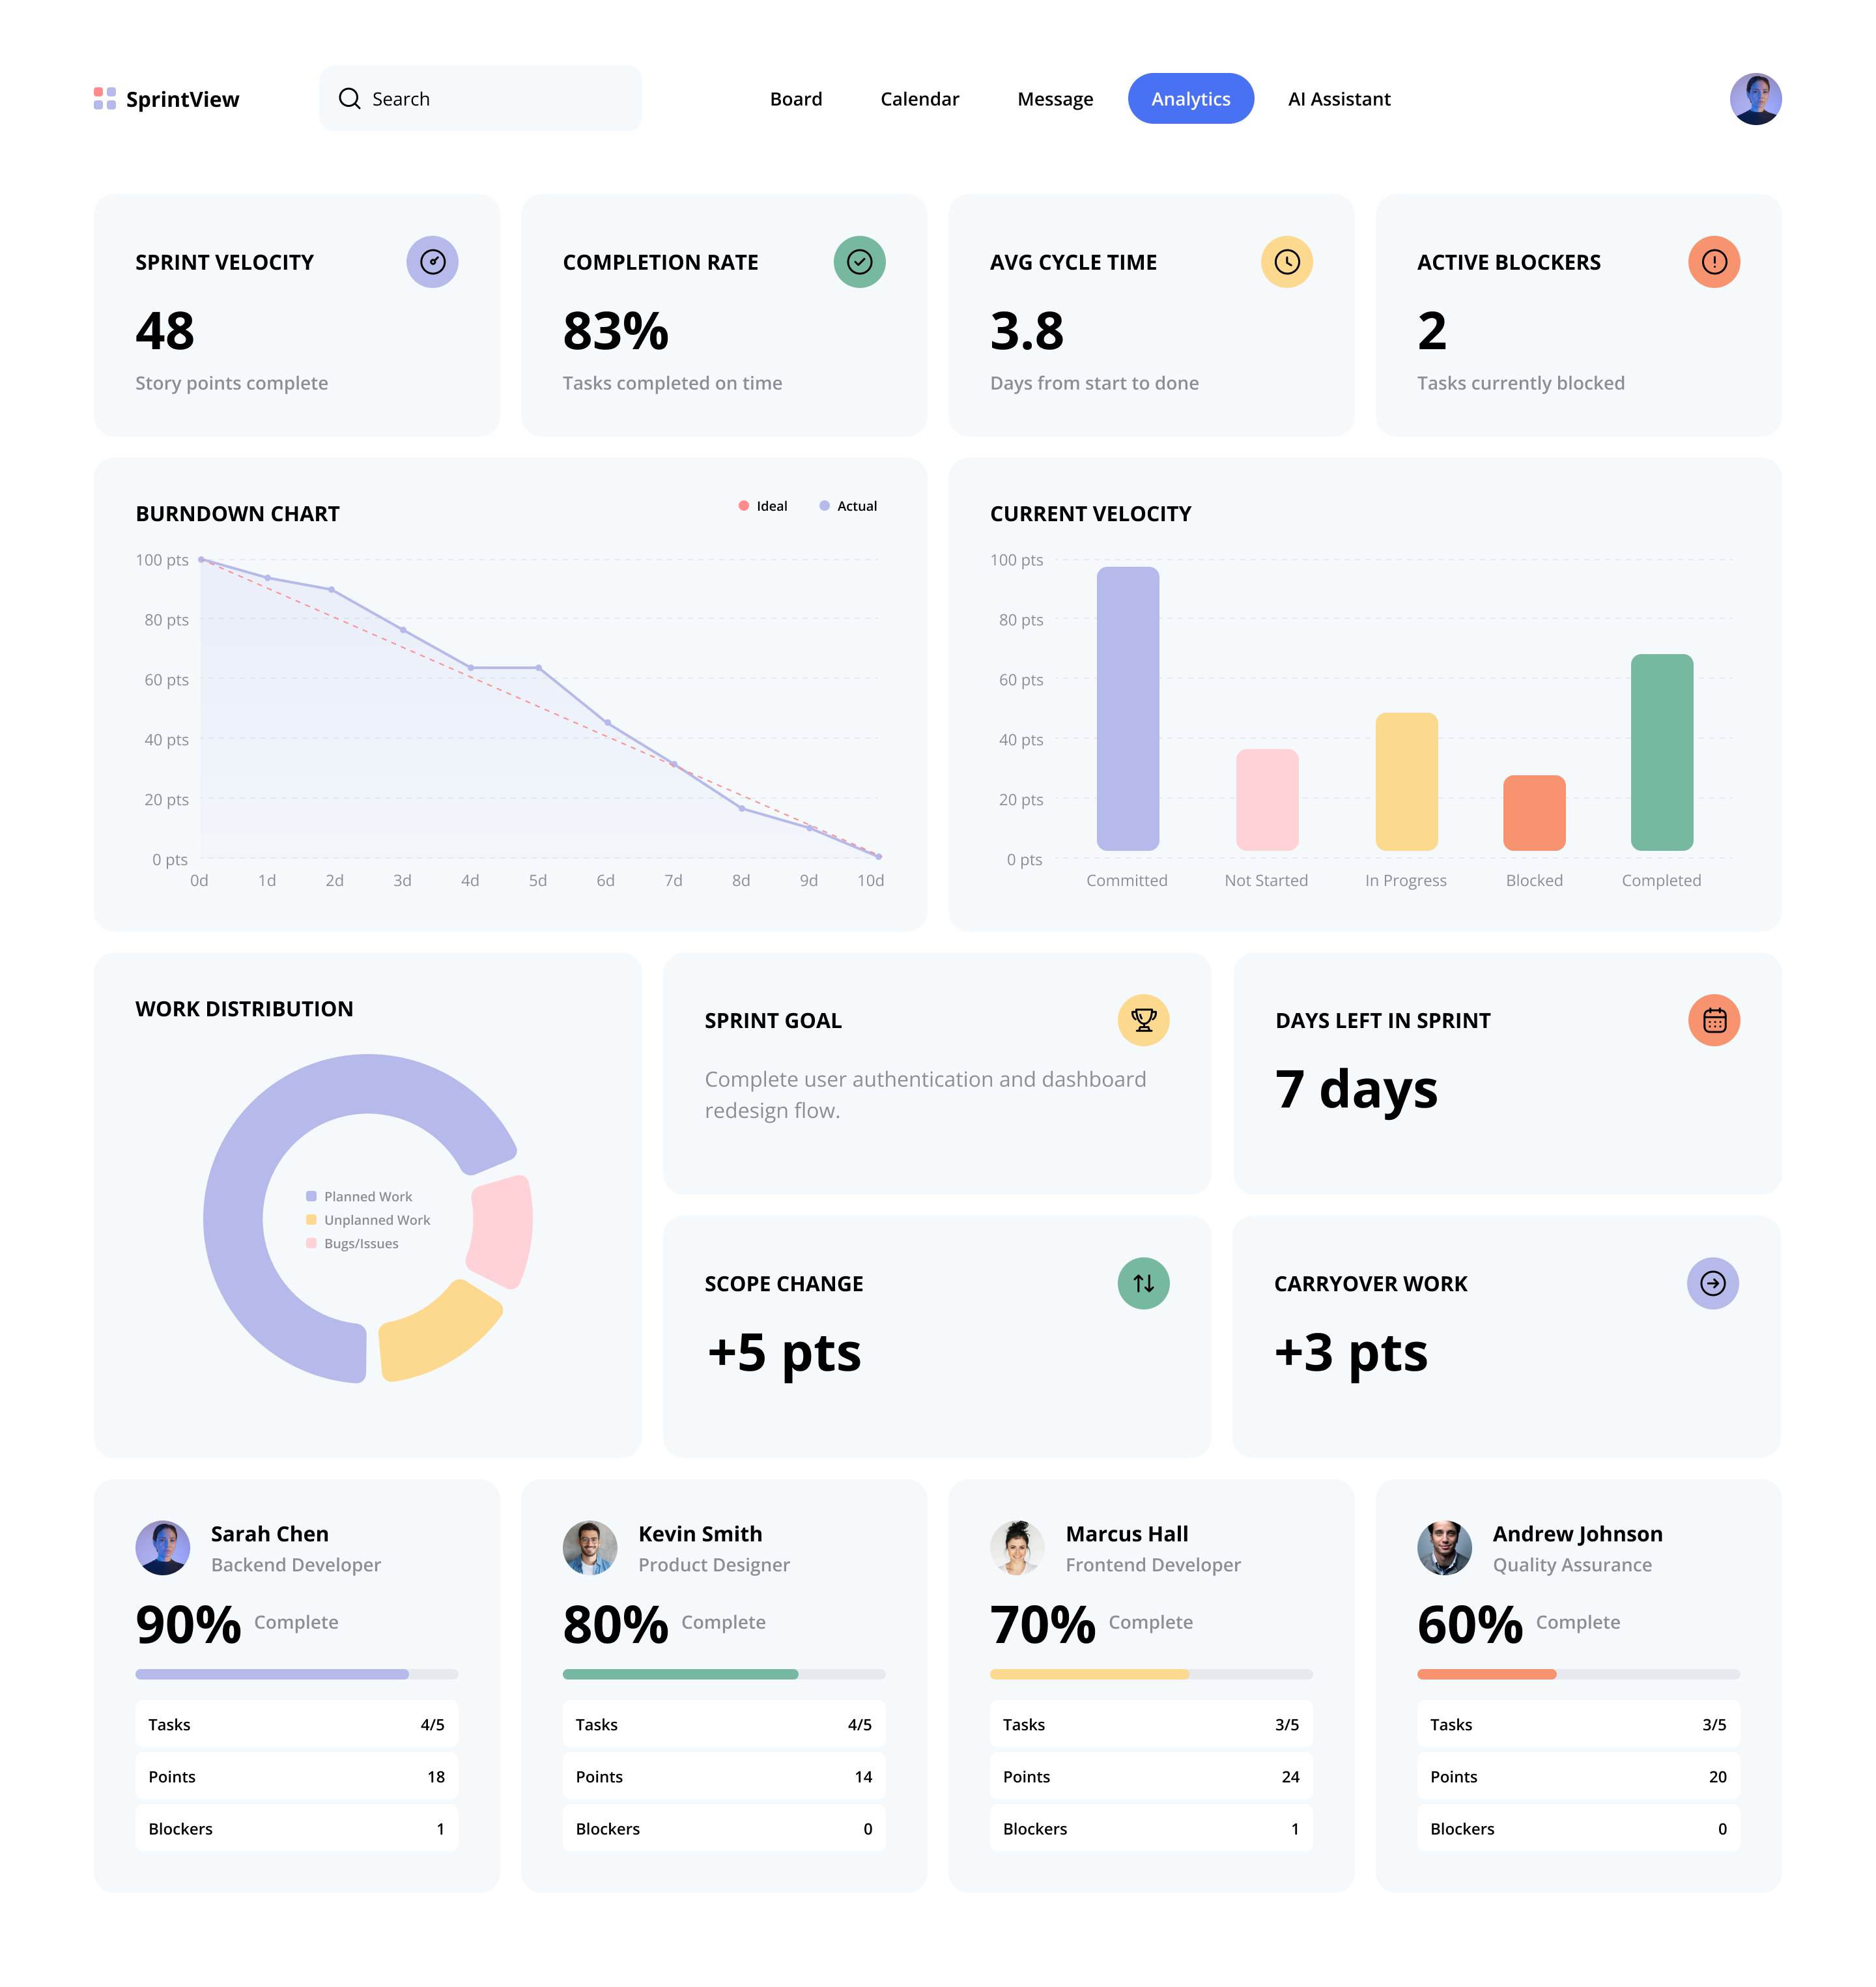 SprintView
Search
Board
Calendar
Message
Analytics
AI Assistant
SPRINT VELOCITY
48
Story points complete
COMPLETION RATE
83%
Tasks completed on time
AVG CYCLE TIME
3.8
Days from start to done
ACTIVE BLOCKERS
2
Tasks currently blocked
BURNDOWN CHART
Ideal
Actual
100 pts
80 pts
60 pts
40 pts
20 pts
0 pts
0d
1d
2d
3d
4d
5d
6d
7d
8d
9d
10d
CURRENT VELOCITY
100 pts
80 pts
60 pts
40 pts
20 pts
0 pts
Committed
Not Started
In Progress
Blocked
Completed
WORK DISTRIBUTION
Planned Work
Unplanned Work
Bugs/Issues
SPRINT GOAL
Complete user authentication and dashboard
redesign flow.
DAYS LEFT IN SPRINT
7 days
SCOPE CHANGE
+5 pts
CARRYOVER WORK
+3 pts
Sarah Chen
Backend Developer
90% Complete
Tasks 4/5
Points 18
Blockers 1
Kevin Smith
Product Designer
80% Complete
Tasks 4/5
Points 14
Blockers 0
Marcus Hall
Frontend Developer
70% Complete
Tasks 3/5
Points 24
Blockers 1
Andrew Johnson
Quality Assurance
60% Complete
Tasks 3/5
Points 20
Blockers 0